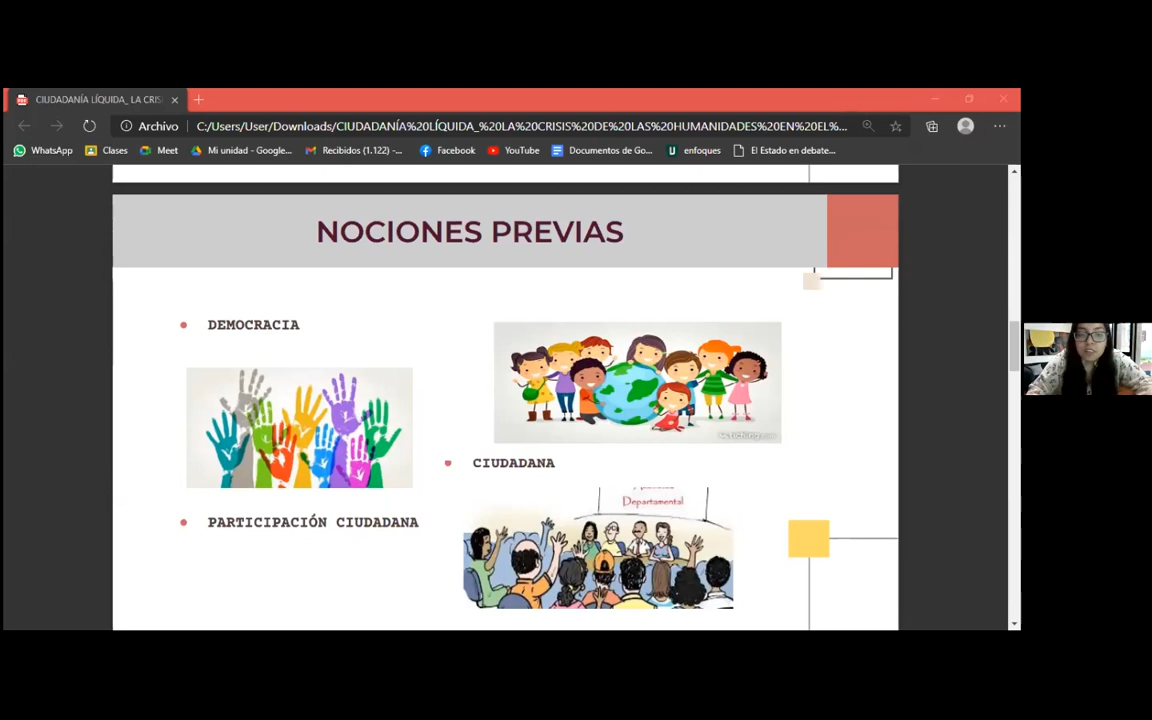 CIUDADANÍA LÍQUIDA_ LA CRIS
Archivo
C:/Users/User/Downloads/CIUDADANÍA%20LÍQUIDA_%20LA%20CRISIS%20DE%20LAS%20HUMANIDADES%20EN%20EL%...
WhatsApp
Clases
Meet
Mi unidad - Google...
Recibidos (1.122) -...
Facebook
YouTube
Documentos de Go...
enfoques
El Estado en debate...
NOCIONES PREVIAS
DEMOCRACIA
CIUDADANA
Departamental
PARTICIPACIÓN CIUDADANA